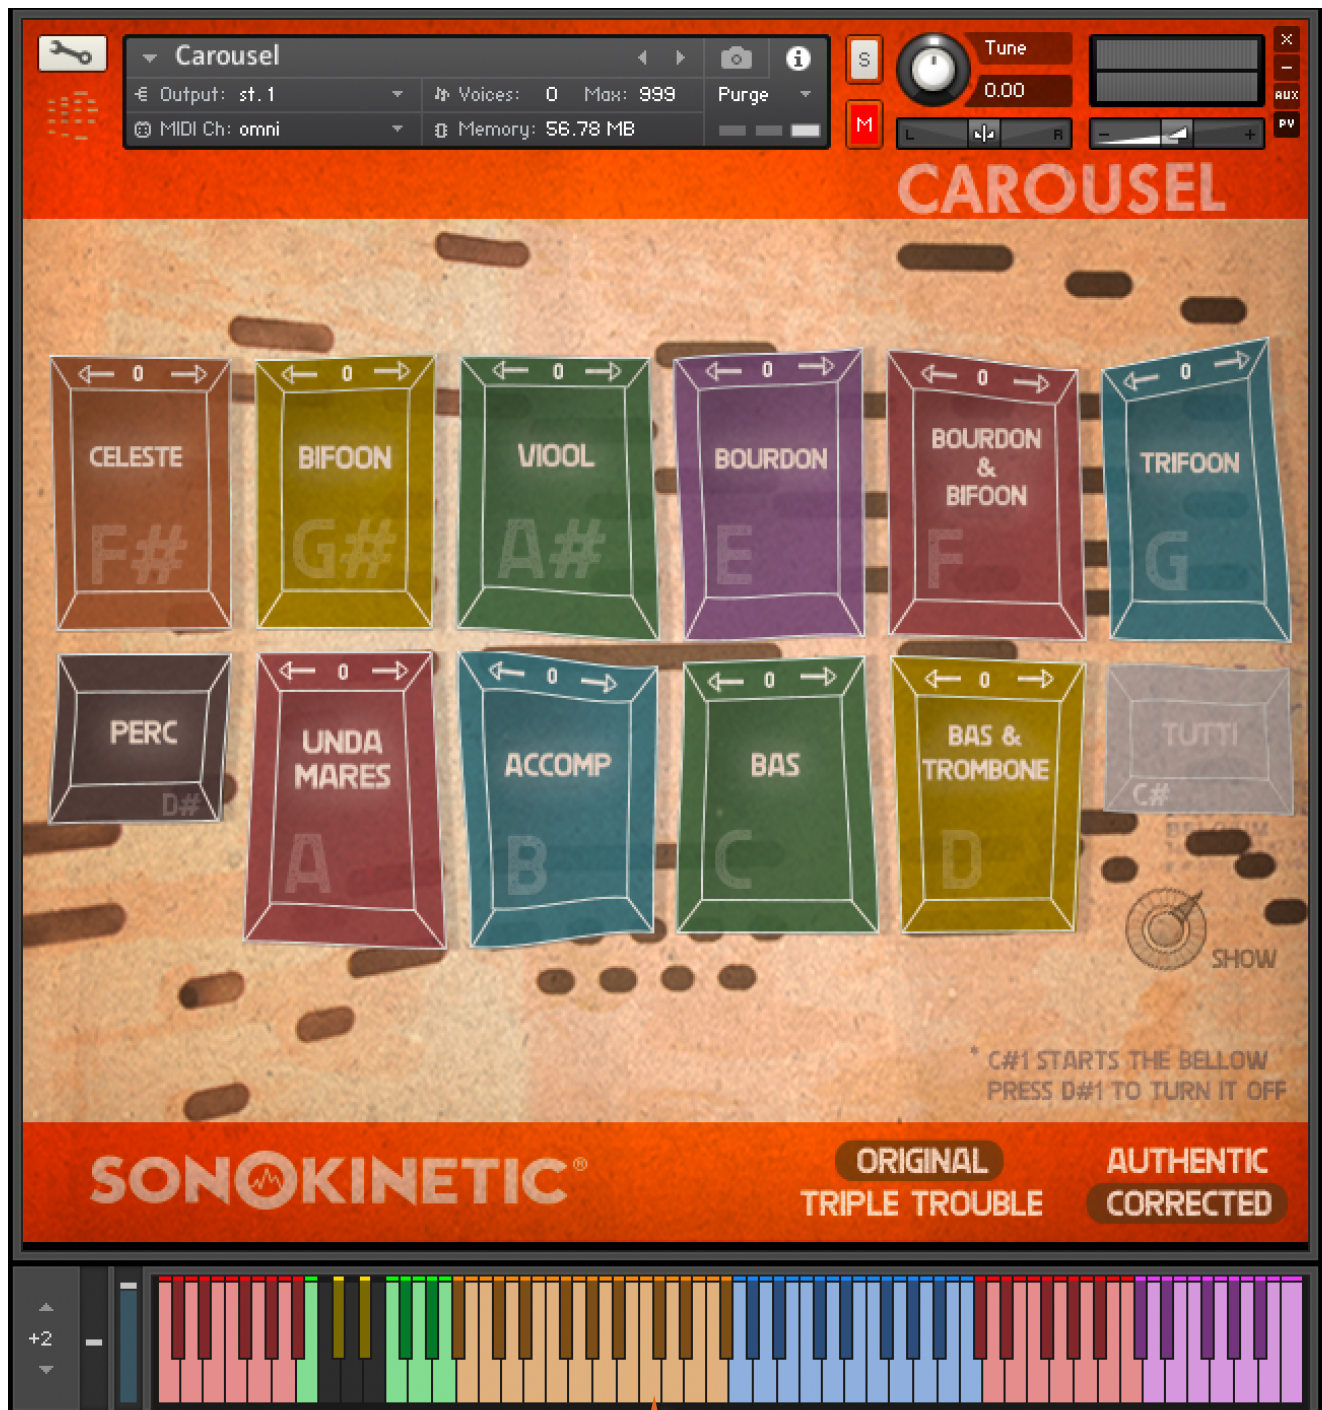 Carousel
i
S
Tune
X
–
Output: st.1
Voices: 0 Max: 999
Purge
0.00
AUX
MIDI Ch: omni
Memory: 56.78 MB
M
L
R
–
+
PV
CAROUSEL
0
0
0
0
0
0
CELESTE
BIFOON
VIOOL
BOURDON
BOURDON
&
BIFOON
TRIFOON
F#
G#
A#
E
F
G
0
0
0
0
PERC
UNDA
MARES
ACCOMP
BAS
BAS &
TROMBONE
TUTTI
D#
A
B
C
D
C#
SHOW
* C#1 STARTS THE BELLOW
PRESS D#1 TO TURN IT OFF
SONOKINETIC®
ORIGINAL
AUTHENTIC
TRIPLE TROUBLE
CORRECTED
+2